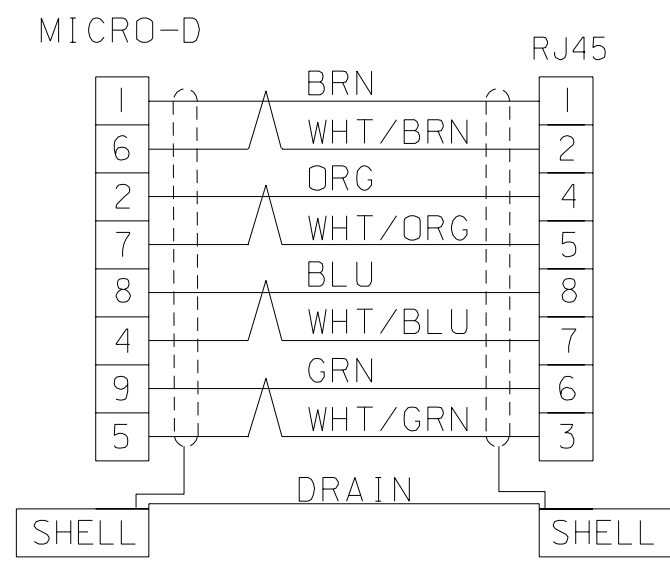 MICRO-D
RJ45
1 BRN 1
6 WHT/BRN 2
2 ORG 4
7 WHT/ORG 5
8 BLU 8
4 WHT/BLU 7
9 GRN 6
5 WHT/GRN 3
DRAIN
SHELL SHELL